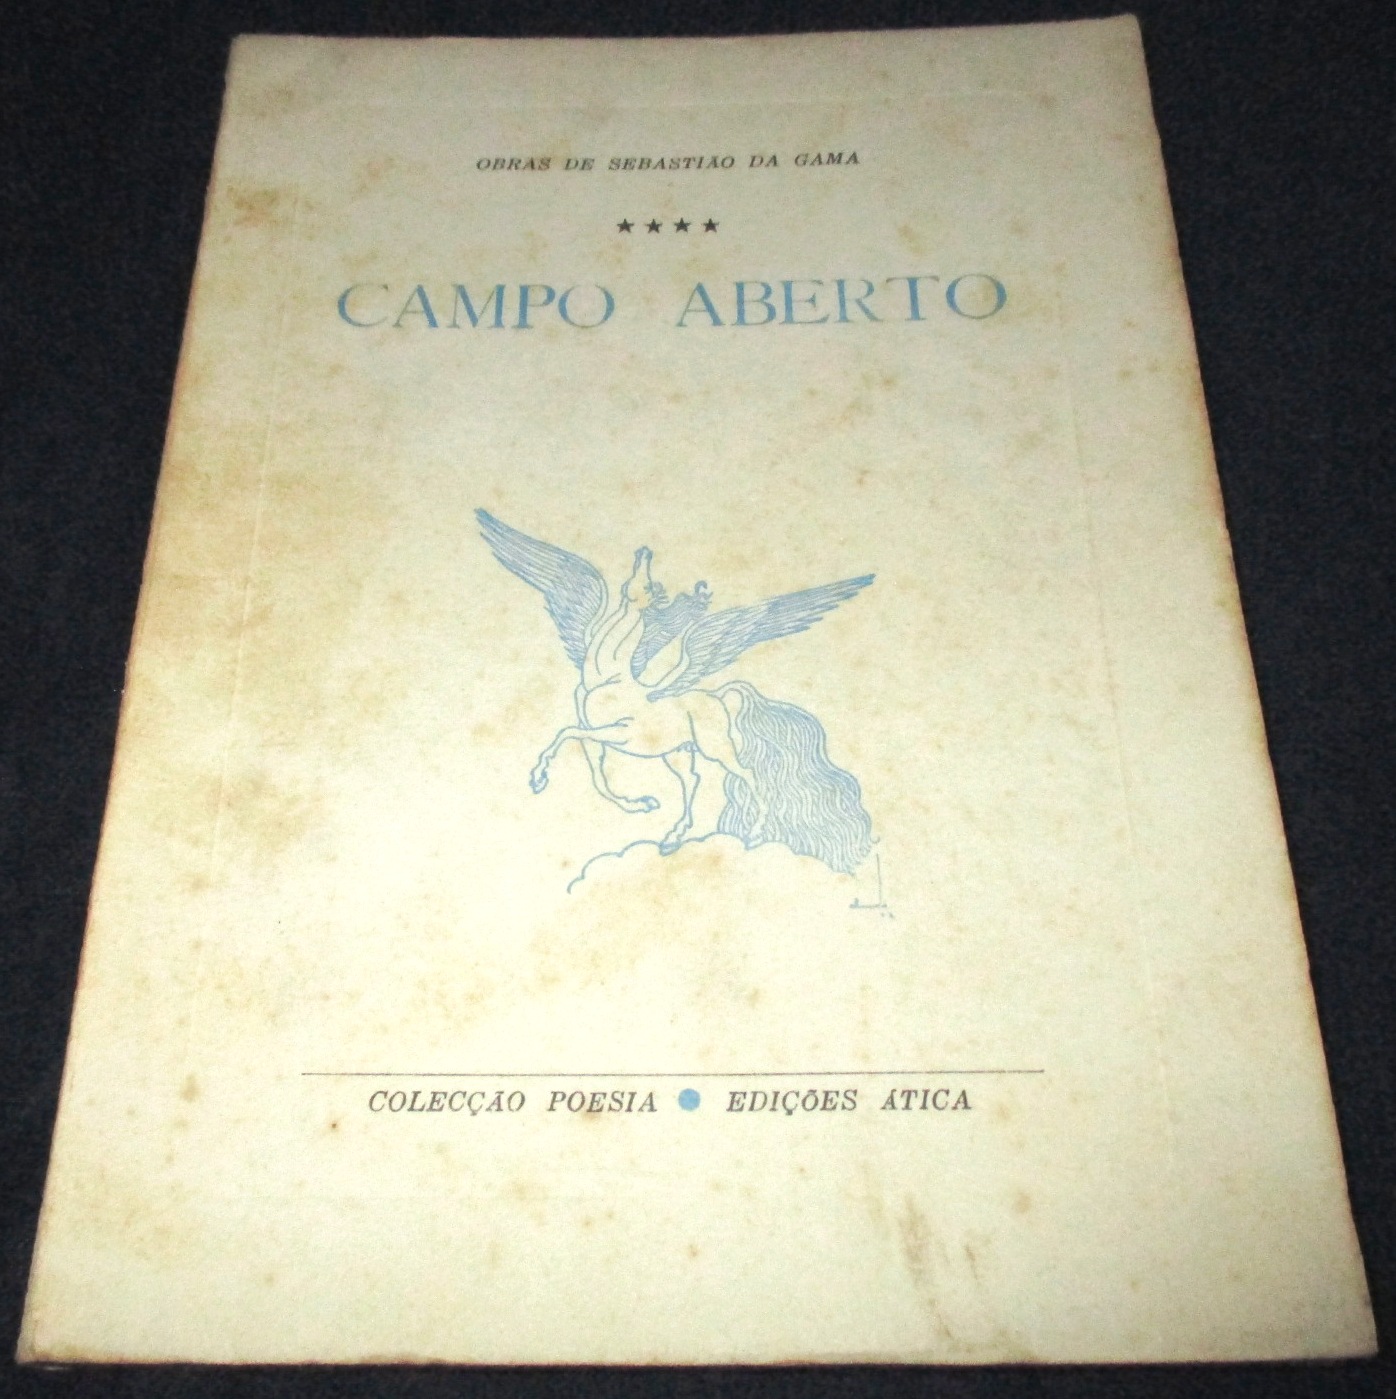 OBRAS DE SEBASTIÃO DA GAMA
★★★★
CAMPO ABERTO
COLECÇÃO POESIA ● EDIÇÕES ÁTICA